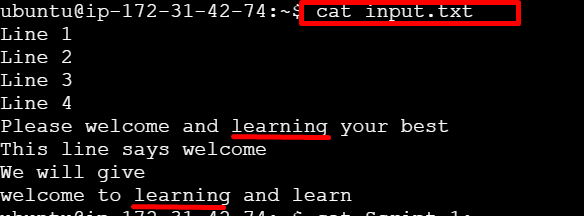 ubuntu@ip-172-31-42-74:~$ cat input.txt
Line 1
Line 2
Line 3
Line 4
Please welcome and learning your best
This line says welcome
We will give
welcome to learning and learn
ubuntu@ip-172-31-42-74:~$ cat Script_1: